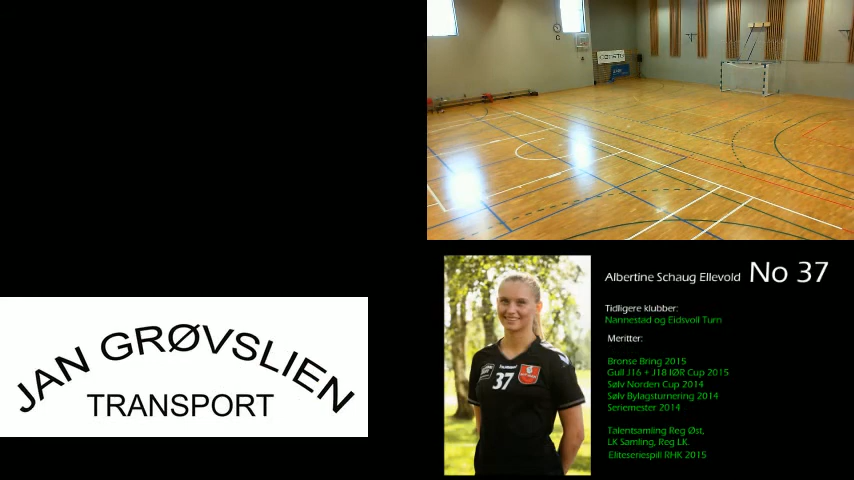 JAN GRØVSLIEN
TRANSPORT
Albertine Schaug Ellevold No 37
Tidligere klubber:
Nannestad og Eidsvoll Turn
Meritter:
Bronse Bring 2015
Gull J16 + J18 IØR Cup 2015
Sølv Norden Cup 2014
Sølv Bylagsturnering 2014
Seriemester 2014
Talentsamling Reg Øst,
LK Samling, Reg LK.
Eliteseriespill RHK 2015
37